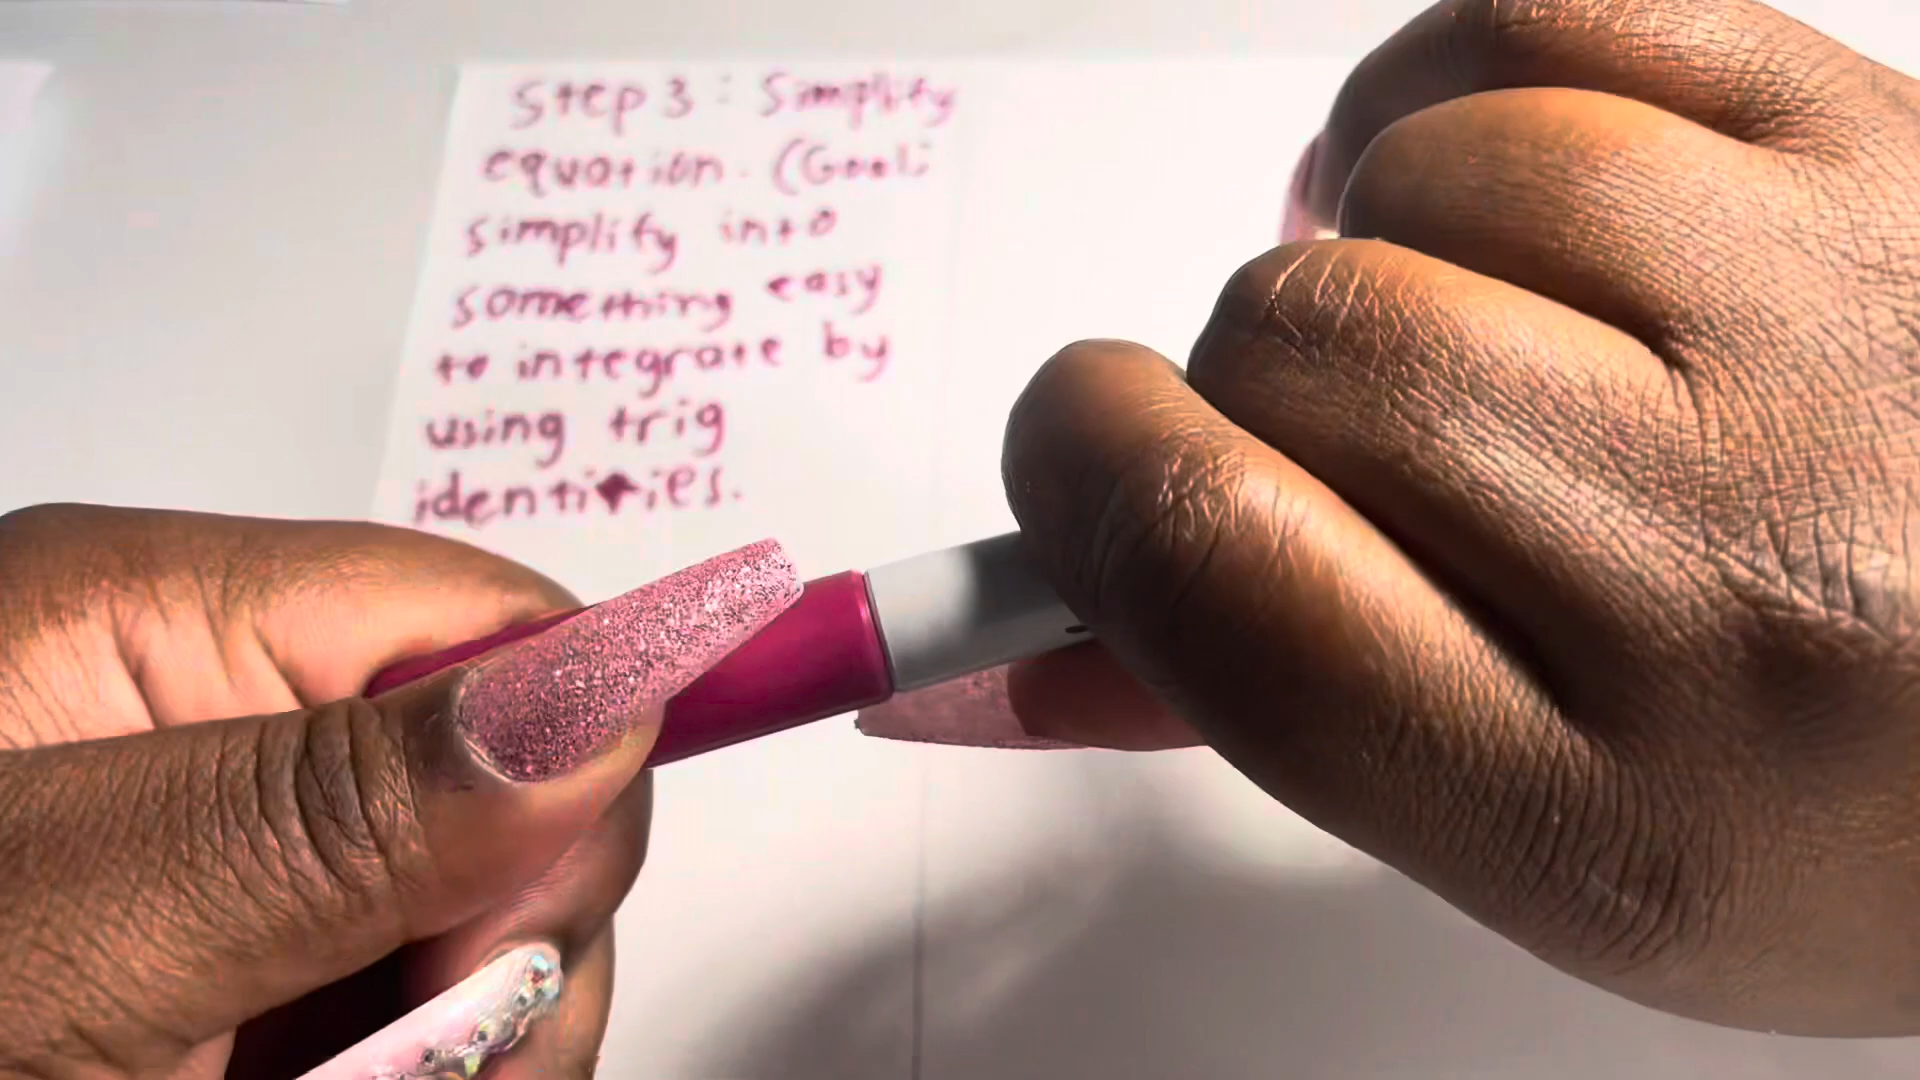 Step 3 : Simplify
equation. (Goal:
simplify into
something easy
to integrate by
using trig
identities.